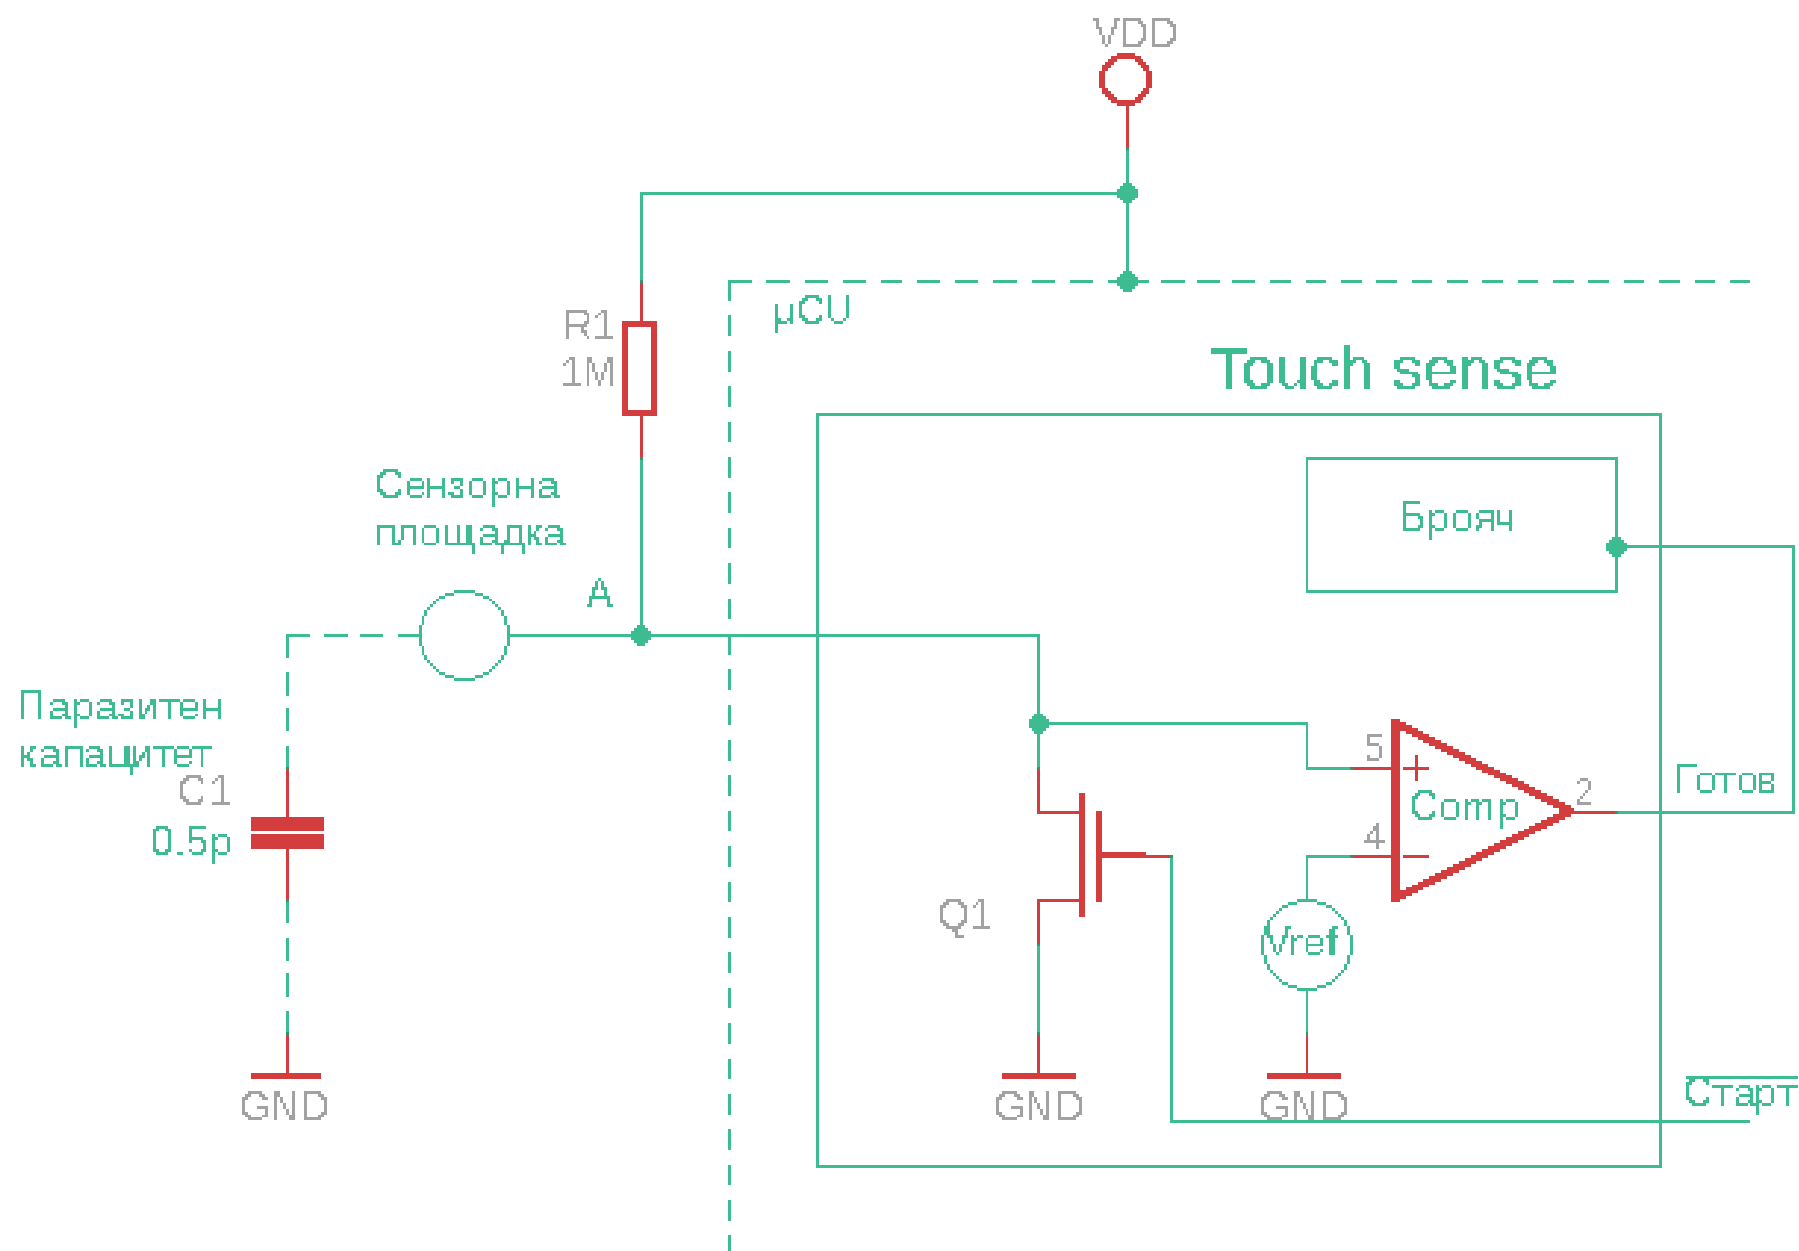 VDD
µCU
R1
1M
Touch sense
Сензорна
площадка
Брояч
A
Паразитен
капацитет
C1
0.5p
5
+
Comp
2
Готов
4
Q1
Vref
GND
GND
GND
Старт